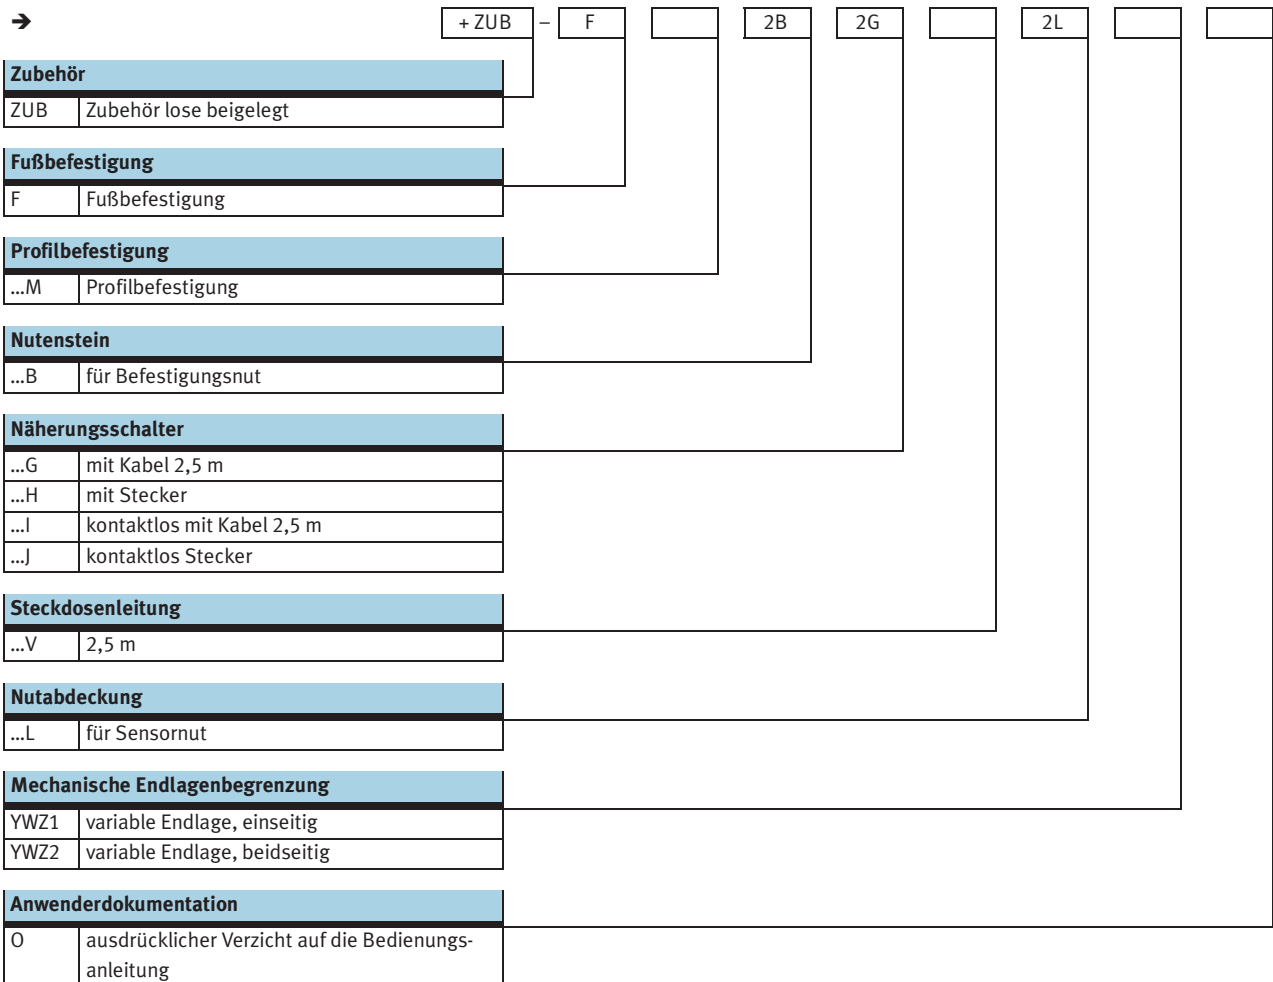 ➔ + ZUB – F 2B 2G 2L
Zubehör
ZUB Zubehör lose beigelegt
Fußbefestigung
F Fußbefestigung
Profilbefestigung
...M Profilbefestigung
Nutenstein
...B für Befestigungsnut
Näherungsschalter
...G mit Kabel 2,5 m
...H mit Stecker
...I kontaktlos mit Kabel 2,5 m
...J kontaktlos Stecker
Steckdosenleitung
...V 2,5 m
Nutabdeckung
...L für Sensornut
Mechanische Endlagenbegrenzung
YWZ1 variable Endlage, einseitig
YWZ2 variable Endlage, beidseitig
Anwenderdokumentation
O ausdrücklicher Verzicht auf die Bedienungs-
anleitung